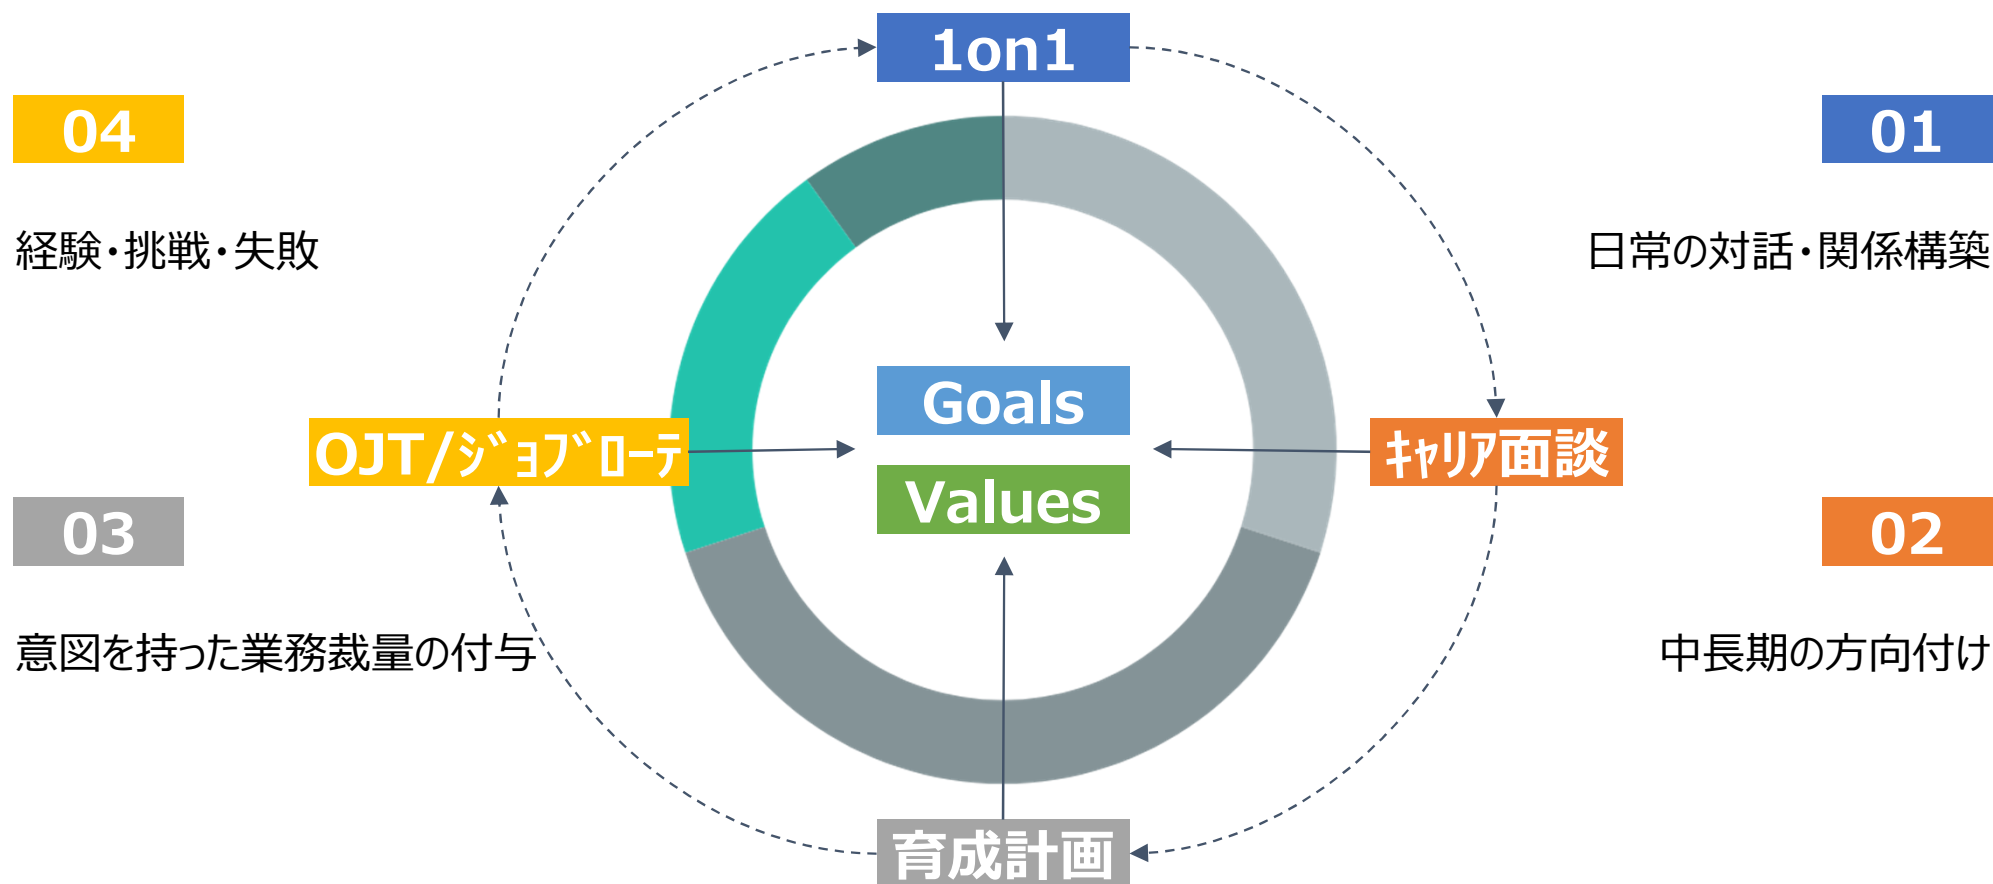 1on1
04
01
経験・挑戦・失敗
日常の対話・関係構築
Goals
OJT/ｼﾞｮﾌﾞﾛｰﾃ
ｷｬﾘｱ面談
Values
03
02
意図を持った業務裁量の付与
中長期の方向付け
育成計画